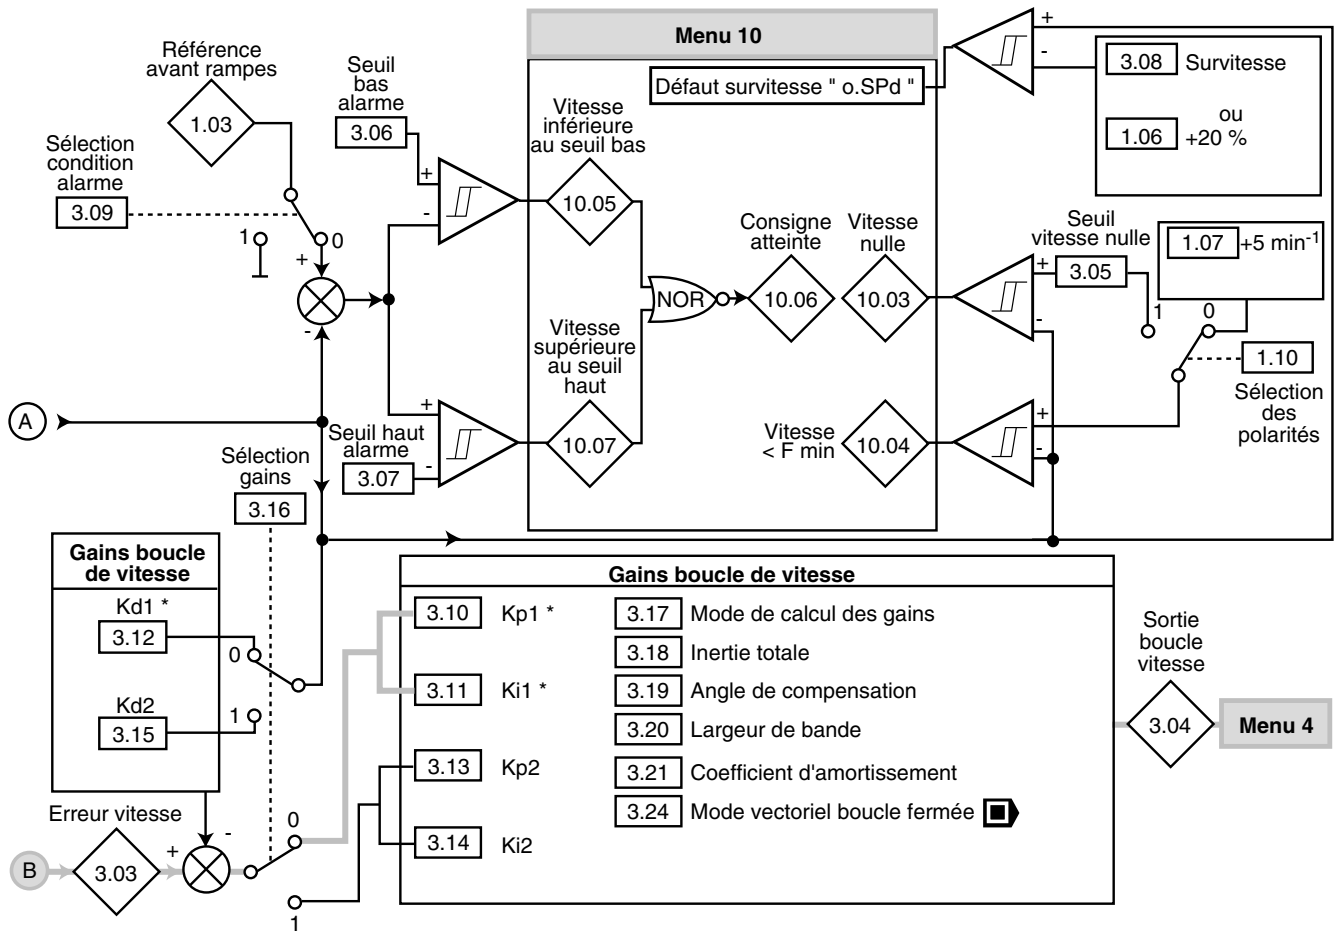 Menu 10
Référence
avant rampes
1.03
Seuil
bas
alarme
3.06
Défaut survitesse " o.SPd "
+
-
3.08 Survitesse
ou
1.06 +20 %
Sélection
condition
alarme
3.09
1
0
+
-
+
-
Vitesse
inférieure
au seuil bas
10.05
Consigne
atteinte
10.06
Vitesse
nulle
10.03
NOR
+
-
Seuil
vitesse nulle
3.05
1.07 +5 min-1
1
0
1.10
Sélection
des
polarités
Vitesse
supérieure
au seuil
haut
10.07
A
Seuil haut
alarme
3.07
+
-
Vitesse
< F min
10.04
+
-
Sélection
gains
3.16
Gains boucle
de vitesse
Kd1 *
3.12
0
Kd2
3.15
1
Gains boucle de vitesse
3.10 Kp1 *
3.11 Ki1 *
3.13 Kp2
3.14 Ki2
3.17 Mode de calcul des gains
3.18 Inertie totale
3.19 Angle de compensation
3.20 Largeur de bande
3.21 Coefficient d'amortissement
3.24 Mode vectoriel boucle fermée
Sortie
boucle
vitesse
3.04
Menu 4
Erreur vitesse
B
3.03
+
-
0
1